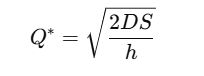 Q* = √(2DS/h)